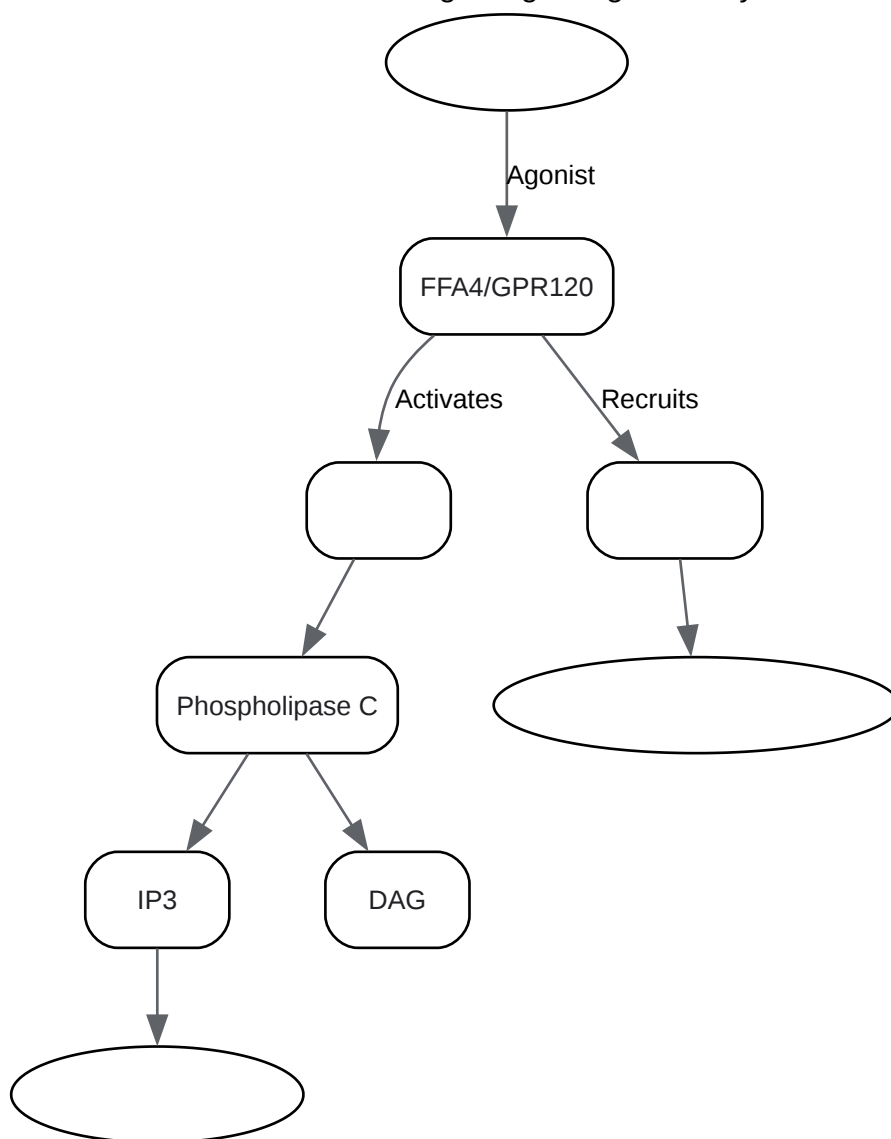 Agonist
FFA4/GPR120
Activates
Recruits
Phospholipase C
IP3
DAG